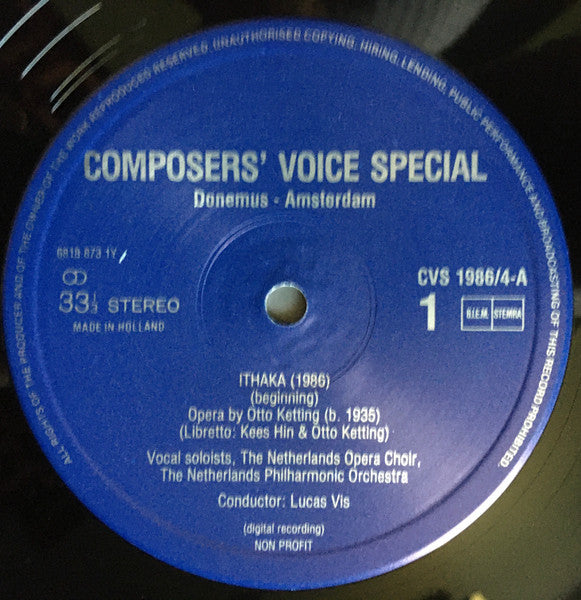 ALL RIGHTS OF THE PRODUCER AND OF THE OWNER OF THE WORK REPRODUCED RESERVED. UNAUTHORISED COPYING, HIRING, LENDING, PUBLIC PERFORMANCE AND BROADCASTING OF THIS RECORD PROHIBITED.
COMPOSERS' VOICE SPECIAL
Donemus - Amsterdam
6818 873 1Y
33⅓ STEREO
MADE IN HOLLAND
CVS 1986/4-A
1
B.I.E.M. STEMRA
ITHAKA (1986)
(beginning)
Opera by Otto Ketting (b. 1935)
(Libretto: Kees Hin & Otto Ketting)
Vocal soloists, The Netherlands Opera Choir,
The Netherlands Philharmonic Orchestra
Conductor: Lucas Vis
(digital recording)
NON PROFIT